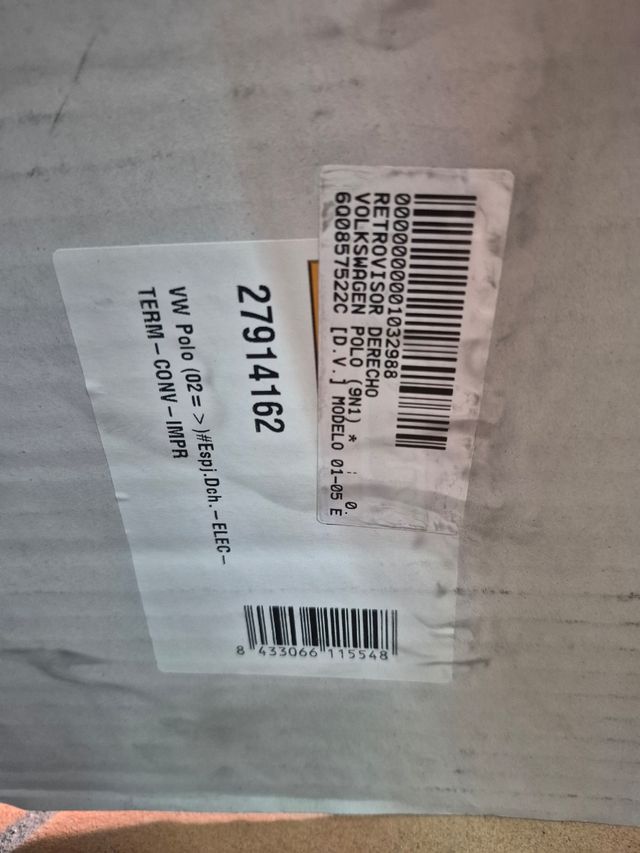 0000000001032988
RETROVISOR DERECHO
VOLKSWAGEN POLO (9N1) * : 0.
6Q0857522C [D.V.] MODELO 01-05 E
27914162
VW Polo (02=>)#Espj.Dch.-ELEC-
TERM-CONV-IMPR
8 433066 115548